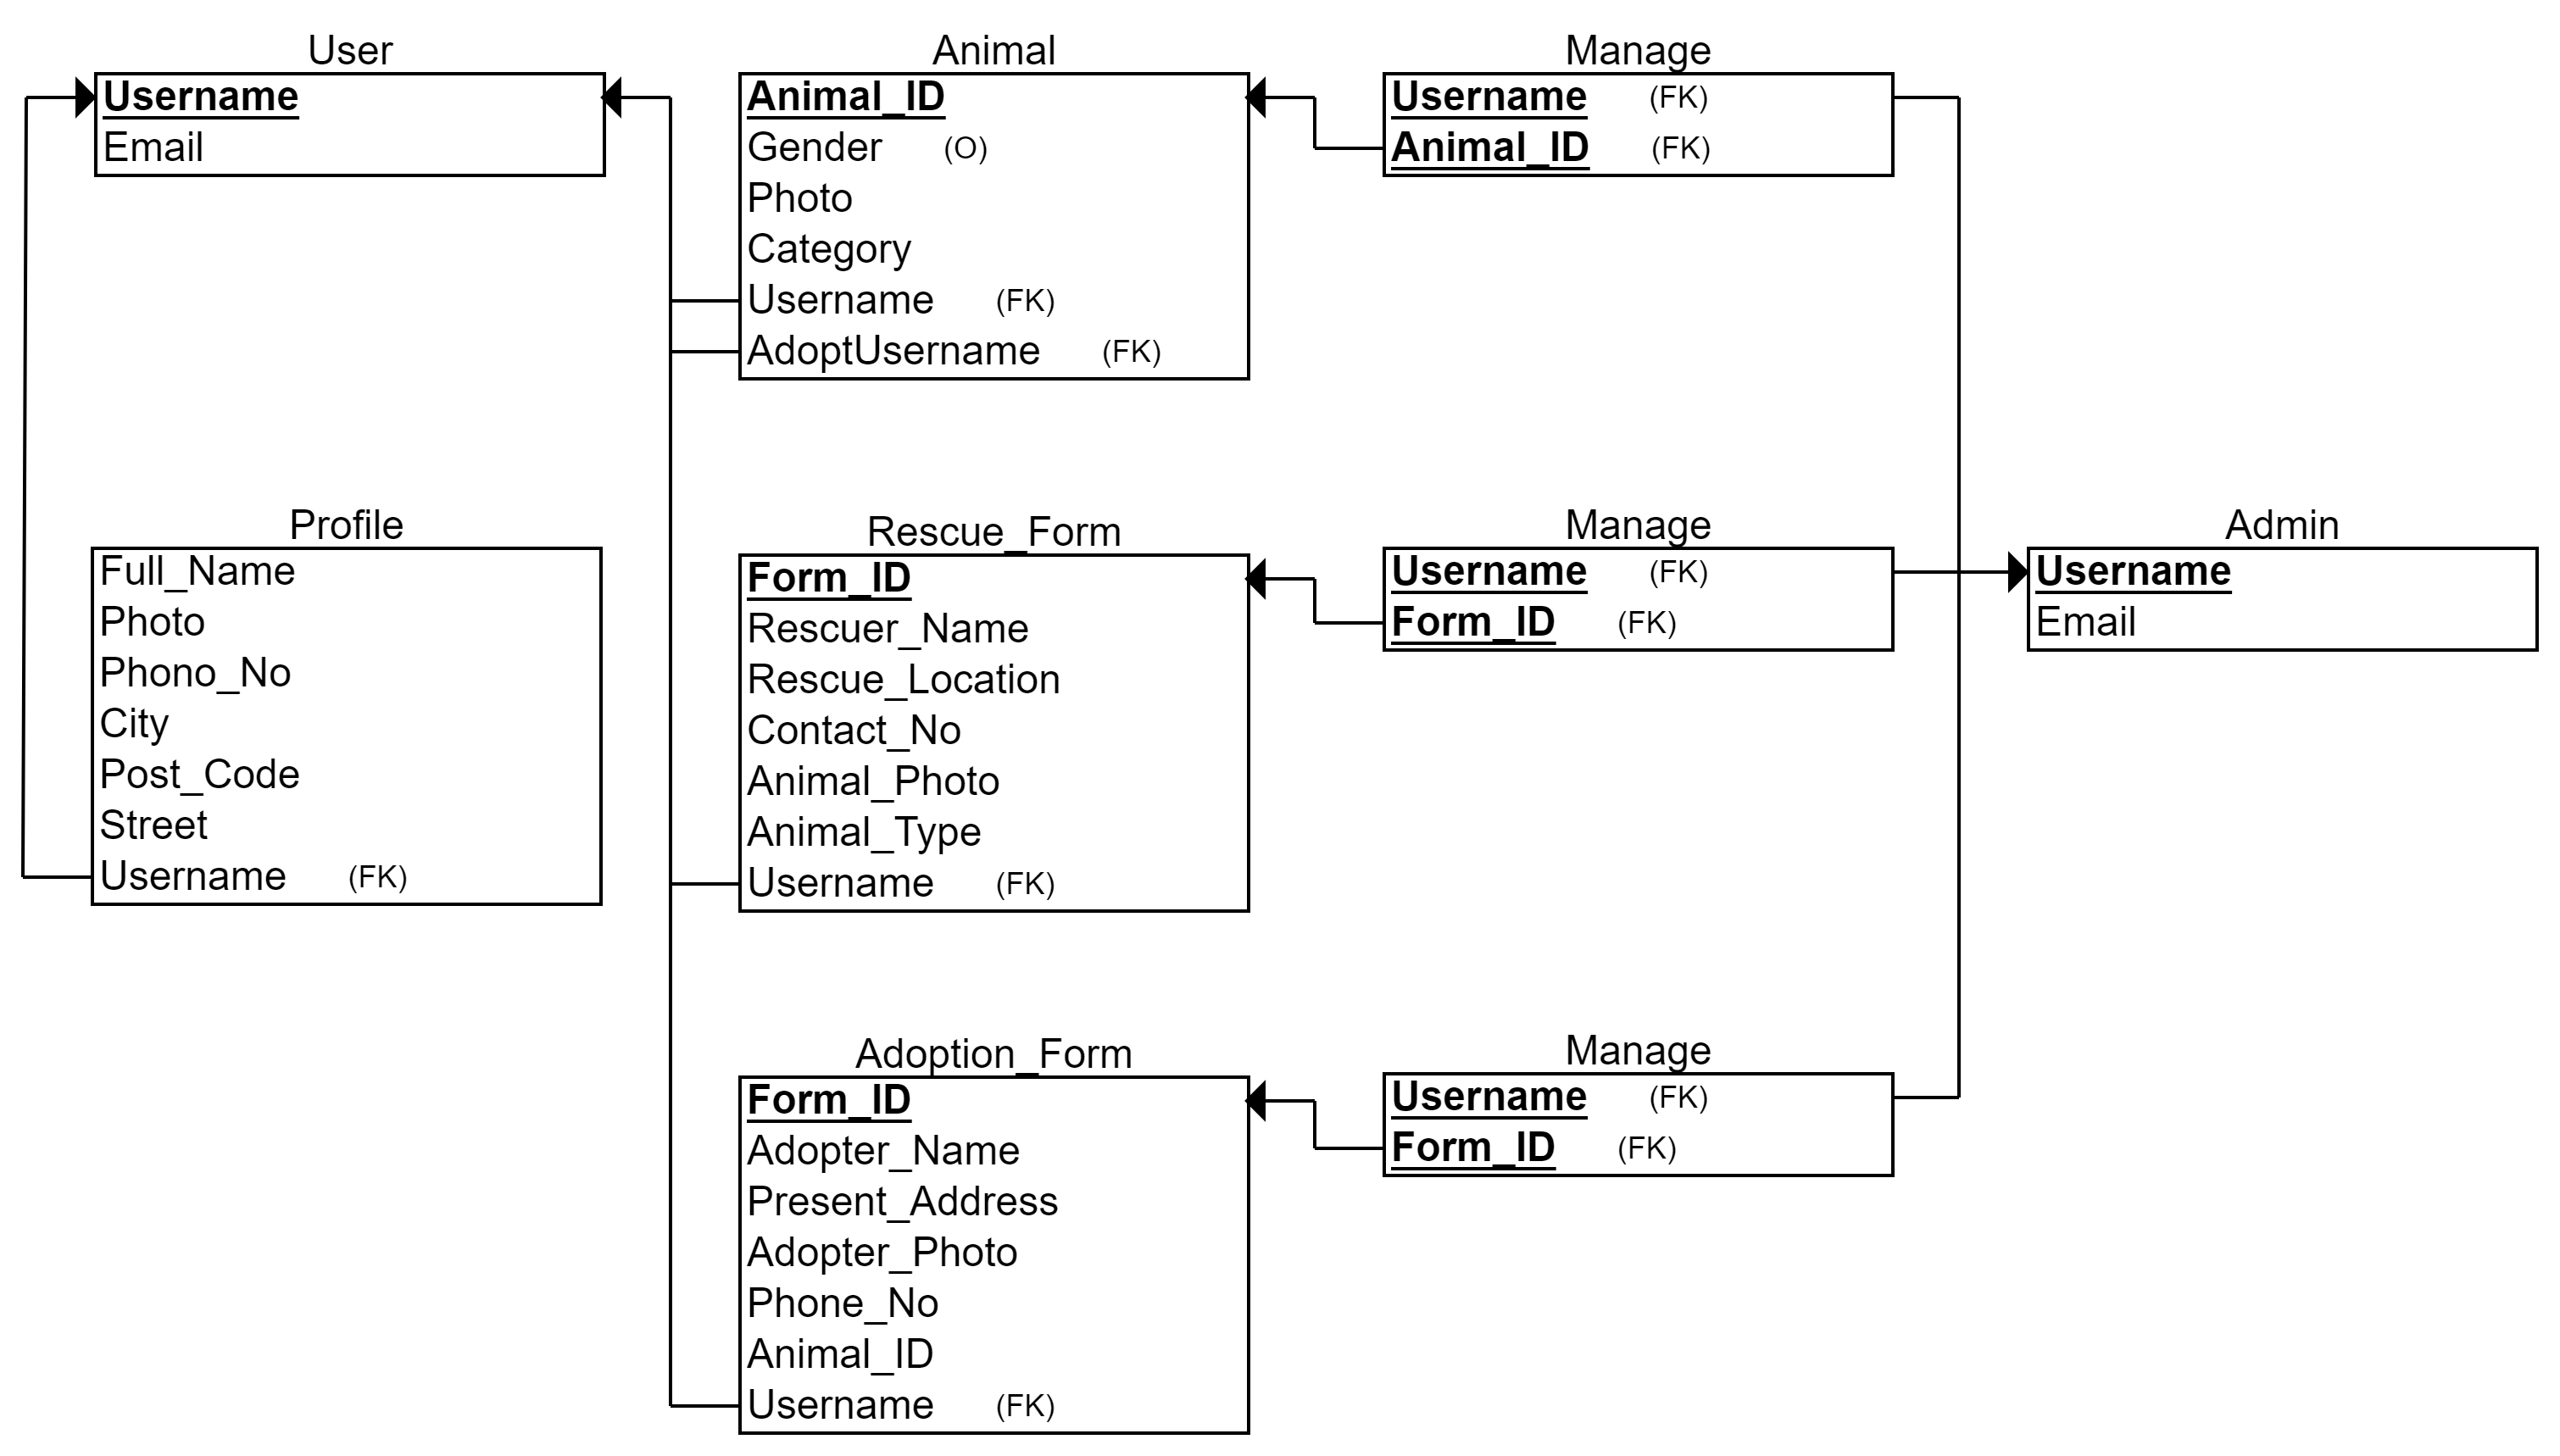 User
Username
Email
Profile
Full_Name
Photo
Phono_No
City
Post_Code
Street
Username (FK)
Animal
Animal_ID
Gender (O)
Photo
Category
Username (FK)
AdoptUsername (FK)
Rescue_Form
Form_ID
Rescuer_Name
Rescue_Location
Contact_No
Animal_Photo
Animal_Type
Username (FK)
Adoption_Form
Form_ID
Adopter_Name
Present_Address
Adopter_Photo
Phone_No
Animal_ID
Username (FK)
Manage
Username (FK)
Animal_ID (FK)
Manage
Username (FK)
Form_ID (FK)
Manage
Username (FK)
Form_ID (FK)
Admin
Username
Email